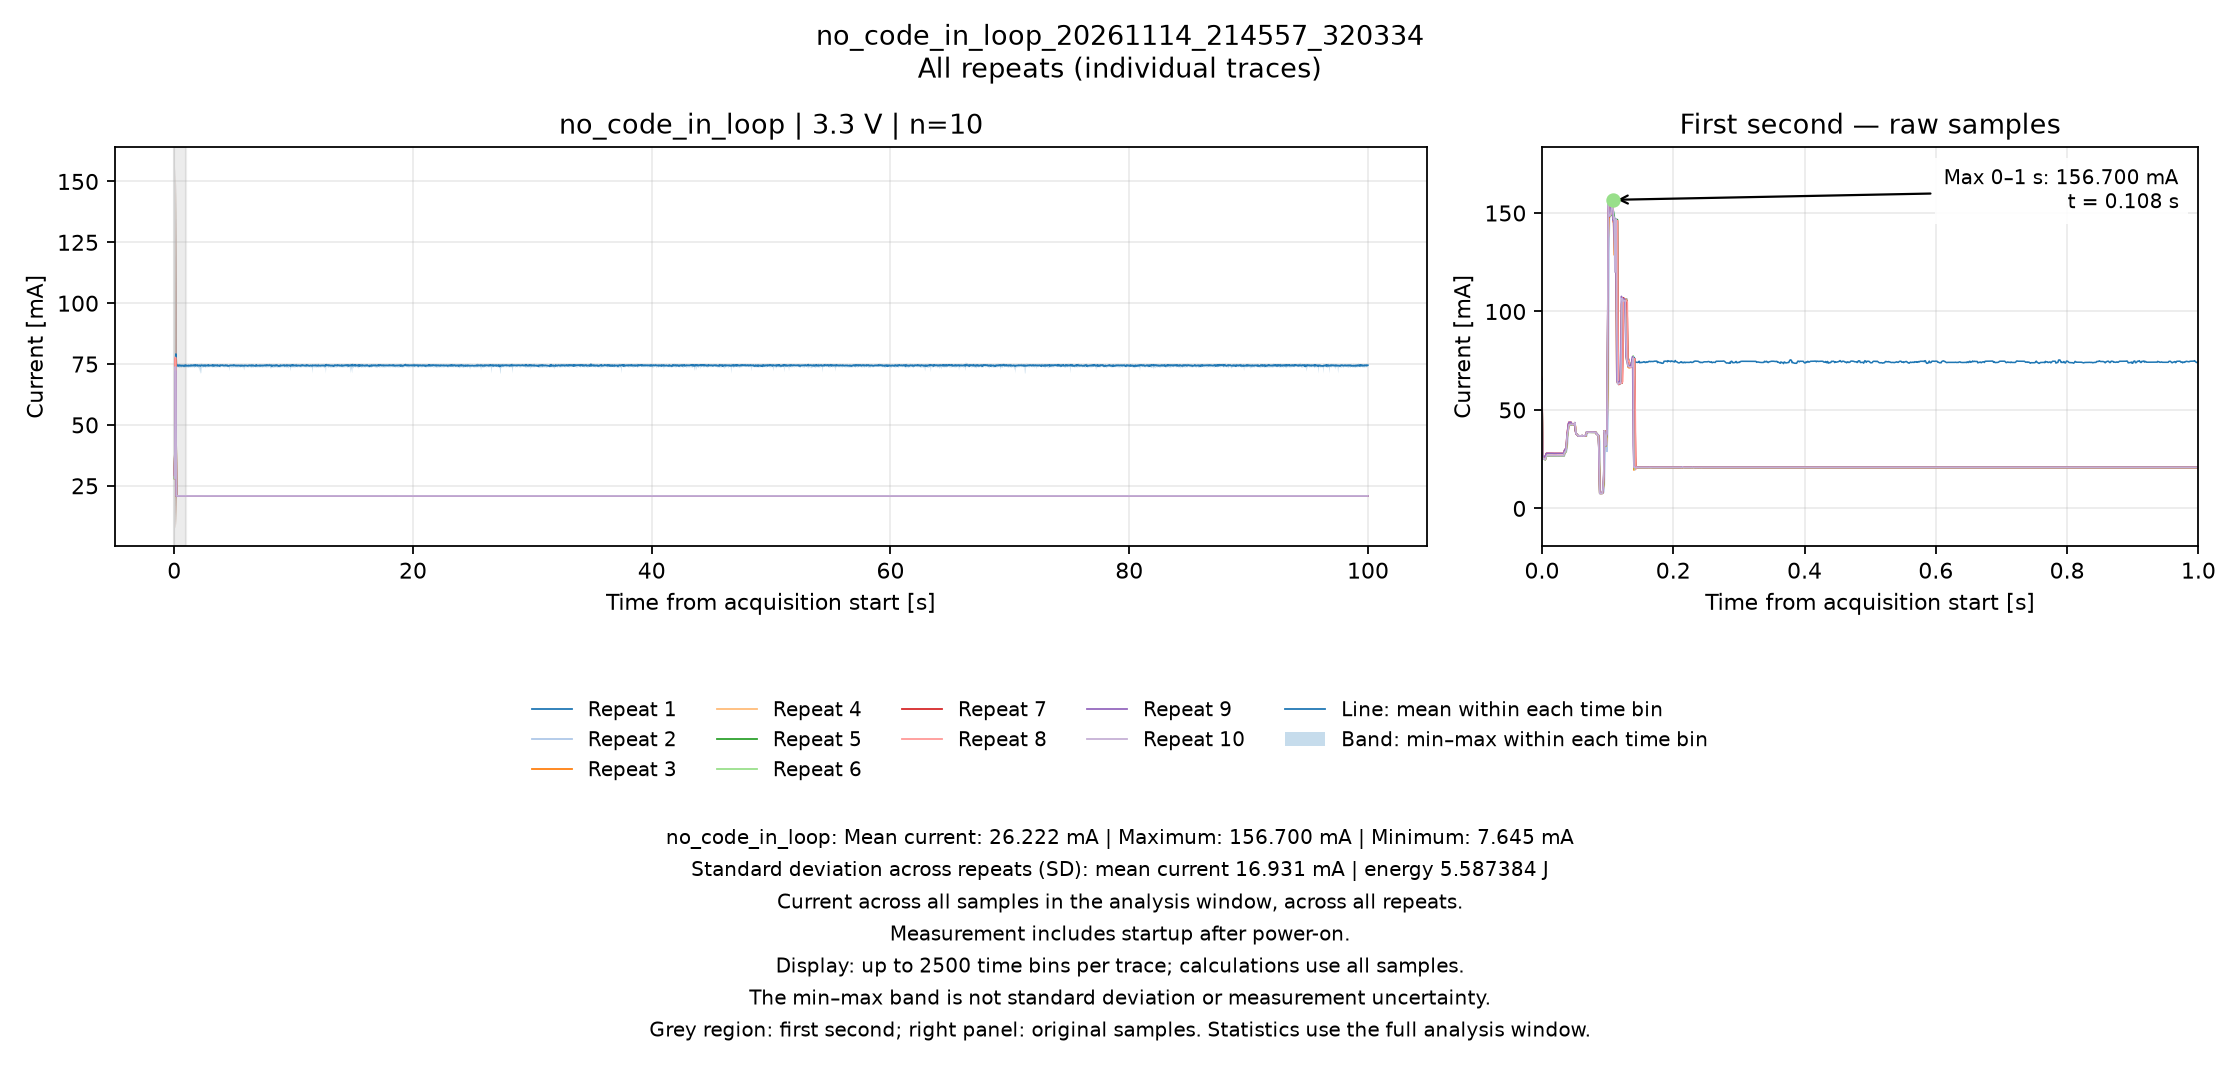 no_code_in_loop_20261114_214557_320334
All repeats (individual traces)
no_code_in_loop | 3.3 V | n=10
150
125
100
75
50
25
0
20
40
60
80
100
Current [mA]
Time from acquisition start [s]
First second — raw samples
Max 0–1 s: 156.700 mA
t = 0.108 s
150
100
50
0
0.0
0.2
0.4
0.6
0.8
1.0
Current [mA]
Time from acquisition start [s]
Repeat 1
Repeat 2
Repeat 3
Repeat 4
Repeat 5
Repeat 6
Repeat 7
Repeat 8
Repeat 9
Repeat 10
Line: mean within each time bin
Band: min–max within each time bin
no_code_in_loop: Mean current: 26.222 mA | Maximum: 156.700 mA | Minimum: 7.645 mA
Standard deviation across repeats (SD): mean current 16.931 mA | energy 5.587384 J
Current across all samples in the analysis window, across all repeats.
Measurement includes startup after power-on.
Display: up to 2500 time bins per trace; calculations use all samples.
The min–max band is not standard deviation or measurement uncertainty.
Grey region: first second; right panel: original samples. Statistics use the full analysis window.